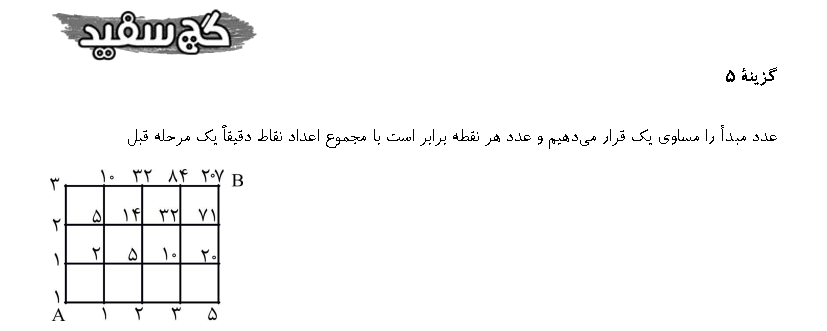 گچ سفید
گزینهٔ ۵
عدد مبدأ را مساوی یک قرار می‌دهیم و عدد هر نقطه برابر است با مجموع اعداد نقاط دقیقاً یک مرحله قبل
۳ ۱۰ ۳۲ ۸۴ ۲۰۷ B
۲ ۵ ۱۴ ۳۲ ۷۱
۱ ۲ ۵ ۱۰ ۲۰
۱
A ۱ ۲ ۳ ۵